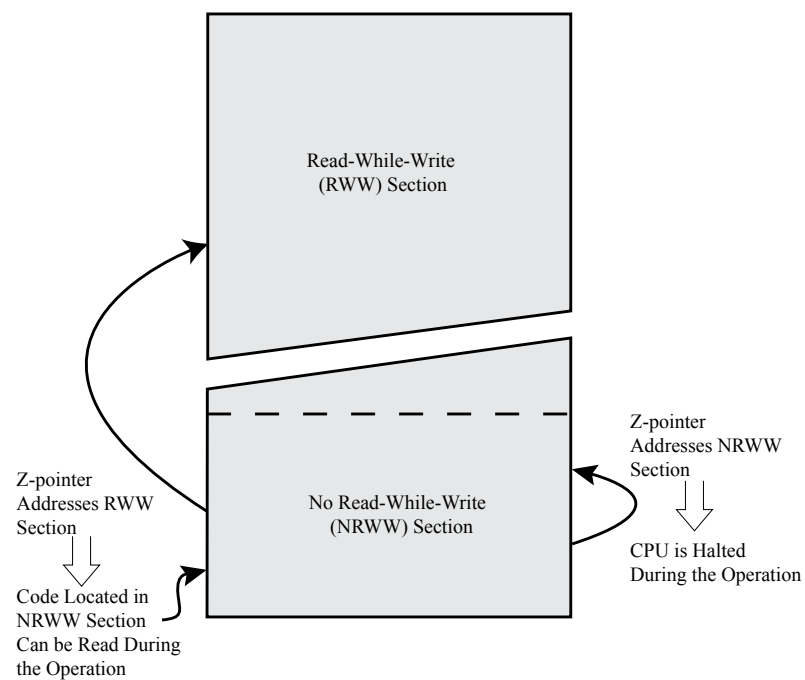 Read-While-Write
(RWW) Section
Z-pointer
Addresses RWW
Section
Code Located in
NRWW Section
Can be Read During
the Operation
No Read-While-Write
(NRWW) Section
Z-pointer
Addresses NRWW
Section
CPU is Halted
During the Operation